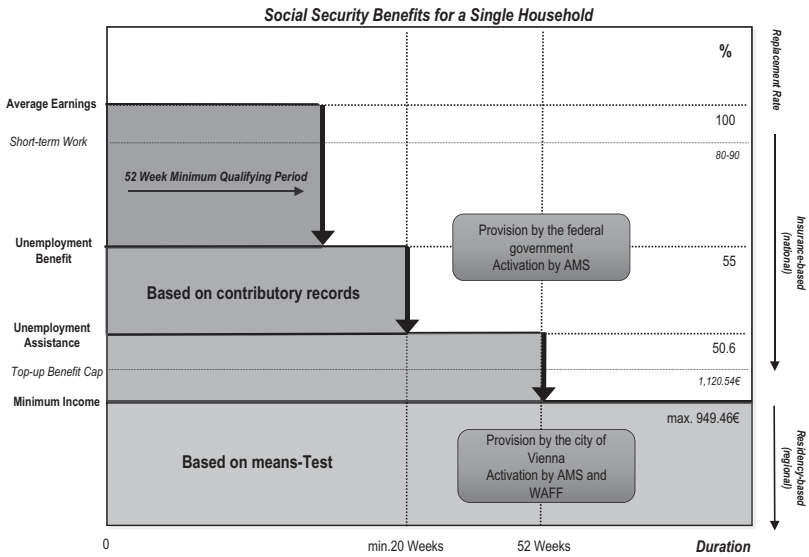 Social Security Benefits for a Single Household
%
Replacement Rate
Average Earnings
100
Short-term Work
80-90
52 Week Minimum Qualifying Period
Unemployment
Benefit
Provision by the federal
government
Activation by AMS
55
Insurance-based
(national)
Based on contributory records
Unemployment
Assistance
50.6
Top-up Benefit Cap
1,120.54€
Minimum Income
max. 949.46€
Based on means-Test
Provision by the city of
Vienna
Activation by AMS and
WAFF
Residency-based
(regional)
0
min.20 Weeks
52 Weeks
Duration